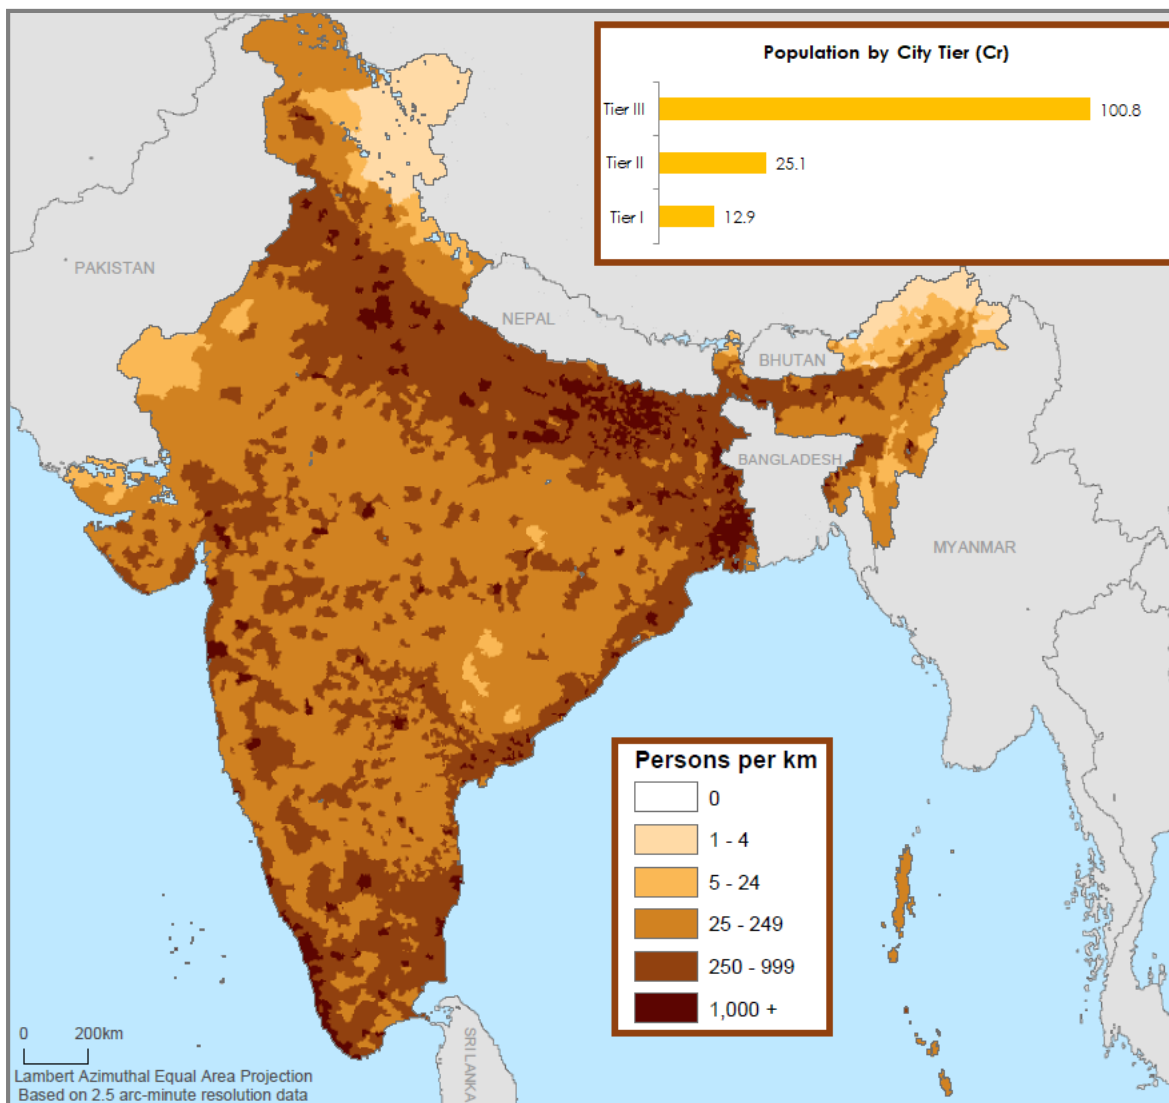 Population by City Tier (Cr)
Tier III
100.8
Tier II
25.1
Tier I
12.9
PAKISTAN
NEPAL
BHUTAN
BANGLADESH
MYANMAR
Persons per km
0
1 - 4
5 - 24
25 - 249
250 - 999
1,000 +
SRI LANKA
0 200km
Lambert Azimuthal Equal Area Projection
Based on 2.5 arc-minute resolution data